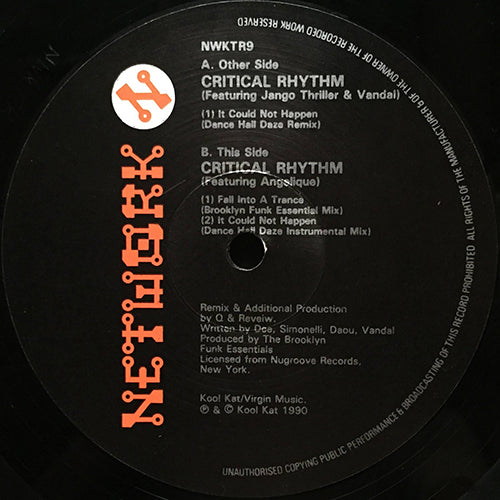 NWKTR9
A. Other Side
CRITICAL RHYTHM
(Featuring Jango Thriller & Vandal)
(1) It Could Not Happen
(Dance Hall Daze Remix)
B. This Side
CRITICAL RHYTHM
(Featuring Angelique)
(1) Fall Into A Trance
(Brooklyn Funk Essential Mix)
(2) It Could Not Happen
(Dance Hall Daze Instrumental Mix)
Remix & Additional Production
by Q & Reveiw.
Written by Dee, Simonelli, Daou, Vandal
Produced by The Brooklyn
Funk Essentials
Licensed from Nugroove Records,
New York.
Kool Kat/Virgin Music.
℗ & © Kool Kat 1990
N
NETWORK
ALL RIGHTS OF THE MANUFACTURER & OF THE OWNER OF THE RECORDED WORK RESERVED
UNAUTHORISED COPYING PUBLIC PERFORMANCE & BROADCASTING OF THIS RECORD PROHIBITED